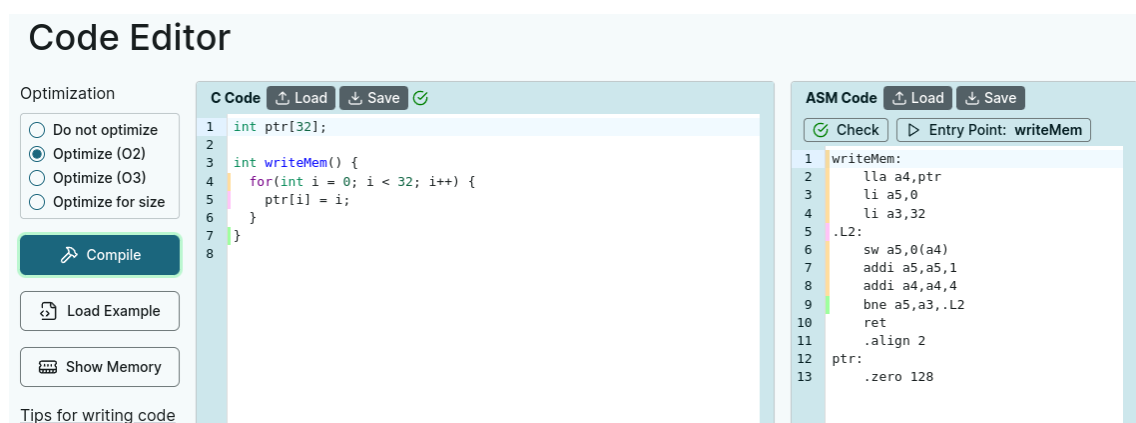 Code Editor
Optimization
Do not optimize
Optimize (O2)
Optimize (O3)
Optimize for size
Compile
Load Example
Show Memory
Tips for writing code
C Code Load Save
1 int ptr[32];
2
3 int writeMem() {
4   for(int i = 0; i < 32; i++) {
5     ptr[i] = i;
6   }
7 }
8
ASM Code Load Save
Check Entry Point: writeMem
1 writeMem:
2     lla a4,ptr
3     li a5,0
4     li a3,32
5 .L2:
6     sw a5,0(a4)
7     addi a5,a5,1
8     addi a4,a4,4
9     bne a5,a3,.L2
10     ret
11     .align 2
12 ptr:
13     .zero 128